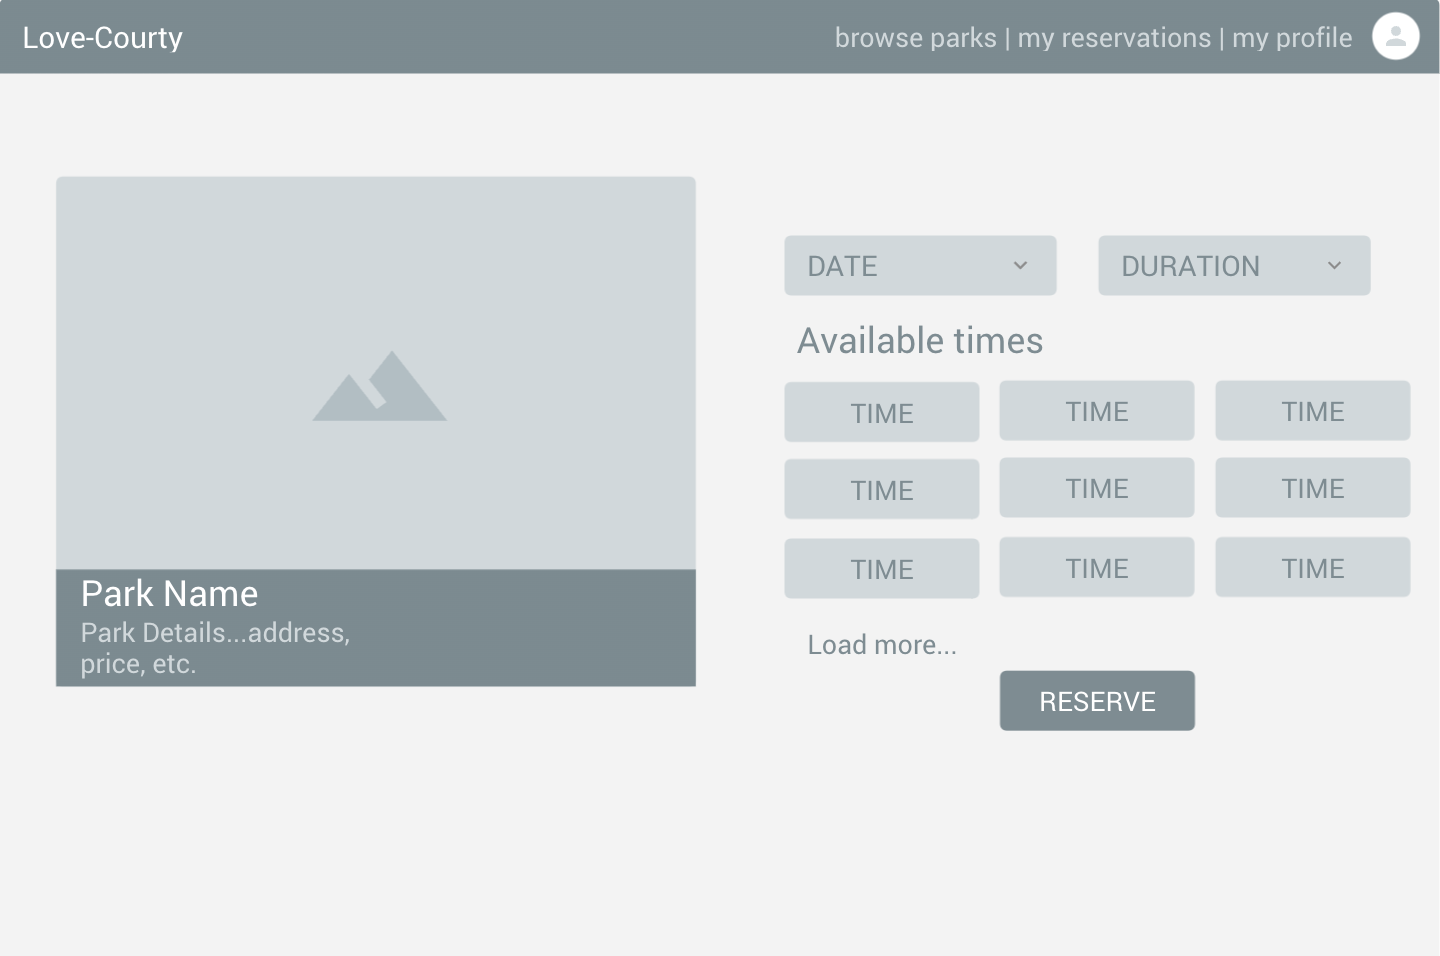 Love-Courty
browse parks | my reservations | my profile
Park Name
Park Details...address,
price, etc.
DATE
DURATION
Available times
TIME
TIME
TIME
TIME
TIME
TIME
TIME
TIME
TIME
Load more...
RESERVE